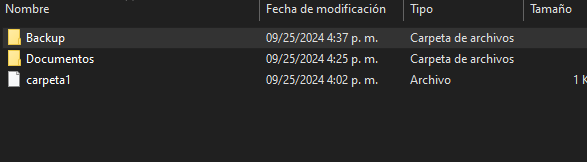 Nombre Fecha de modificación Tipo Tamaño
Backup 09/25/2024 4:37 p. m. Carpeta de archivos
Documentos 09/25/2024 4:25 p. m. Carpeta de archivos
carpeta1 09/25/2024 4:02 p. m. Archivo 1 K